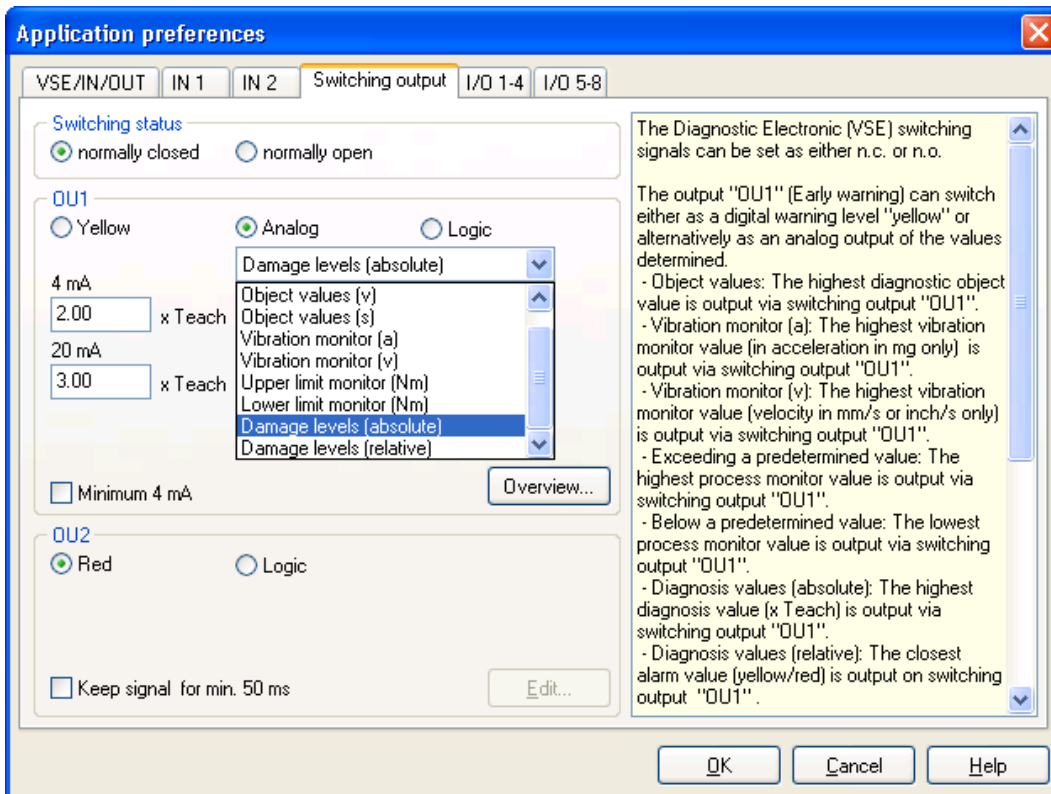 Application preferences
VSE/IN/OUT
IN 1
IN 2
Switching output
I/O 1-4
I/O 5-8
Switching status
normally closed
normally open
OU1
Yellow
Analog
Logic
Damage levels (absolute)
4 mA
2.00
x Teach
20 mA
3.00
x Teach
Object values (v)
Object values (s)
Vibration monitor (a)
Vibration monitor (v)
Upper limit monitor (Nm)
Lower limit monitor (Nm)
Damage levels (absolute)
Damage levels (relative)
Minimum 4 mA
Overview...
OU2
Red
Logic
Keep signal for min. 50 ms
Edit...
The Diagnostic Electronic (VSE) switching
signals can be set as either n.c. or n.o.
The output "OU1" (Early warning) can switch
either as a digital warning level "yellow" or
alternatively as an analog output of the values
determined.
- Object values: The highest diagnostic object
value is output via switching output "OU1".
- Vibration monitor (a): The highest vibration
monitor value (in acceleration in mg only) is
output via switching output "OU1".
- Vibration monitor (v): The highest vibration
monitor value (velocity in mm/s or inch/s only)
is output via switching output "OU1".
- Exceeding a predetermined value: The
highest process monitor value is output via
switching output "OU1".
- Below a predetermined value: The lowest
process monitor value is output via switching
output "OU1".
- Diagnosis values (absolute): The highest
diagnosis value (x Teach) is output via
switching output "OU1".
- Diagnosis values (relative): The closest
alarm value (yellow/red) is output on switching
output "OU1" .
OK
Cancel
Help